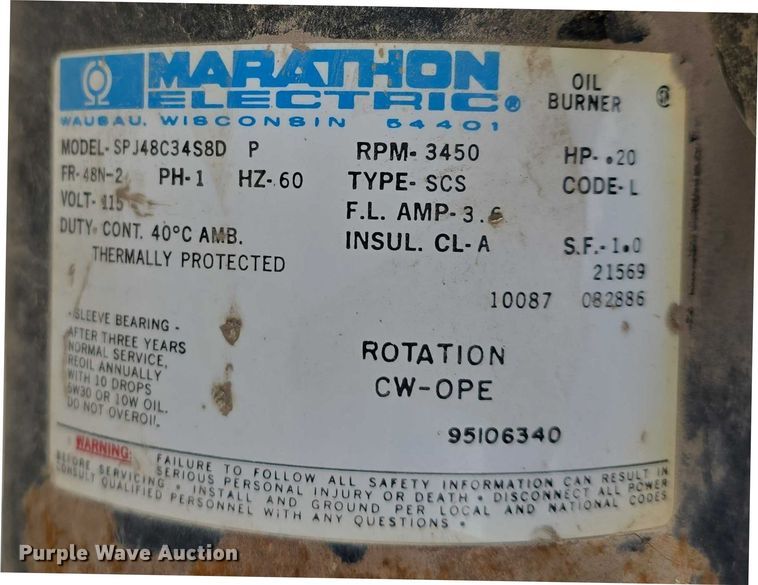 MARATHON
ELECTRIC®
OIL BURNER
WAUSAU, WISCONSIN 54401
MODEL- SPJ48C34S8D P RPM- 3450 HP- .20
FR- 48N-2 PH- 1 HZ- 60 TYPE- SCS CODE- L
VOLT- 115 F.L. AMP- 3.
DUTY- CONT. 40°C AMB. INSUL. CL- A S.F.- 1.0
THERMALLY PROTECTED 21569
10087 082886
SLEEVE BEARING -
AFTER THREE YEARS
NORMAL SERVICE,
REOIL ANNUALLY
WITH 10 DROPS
5W30 OR 10W OIL.
DO NOT OVEROIL.
ROTATION
CW-OPE
95106340
WARNING: FAILURE TO FOLLOW ALL SAFETY INFORMATION CAN RESULT IN
SERIOUS PERSONAL INJURY OR DEATH • DISCONNECT ALL POWER
BEFORE SERVICING • INSTALL AND GROUND PER LOCAL AND NATIONAL CODES
CONSULT QUALIFIED PERSONNEL WITH ANY QUESTIONS •
Purple Wave Auction